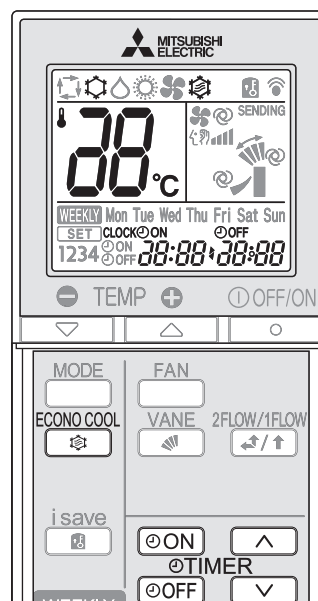 MITSUBISHI
ELECTRIC
SENDING
88 °C
WEEKLY Mon Tue Wed Thu Fri Sat Sun
SET CLOCK ON OFF
1234 ON OFF 88:88 88:88
TEMP OFF/ON
MODE FAN
ECONO COOL VANE 2FLOW/1FLOW
i save
ON
TIMER
OFF
WEEKLY